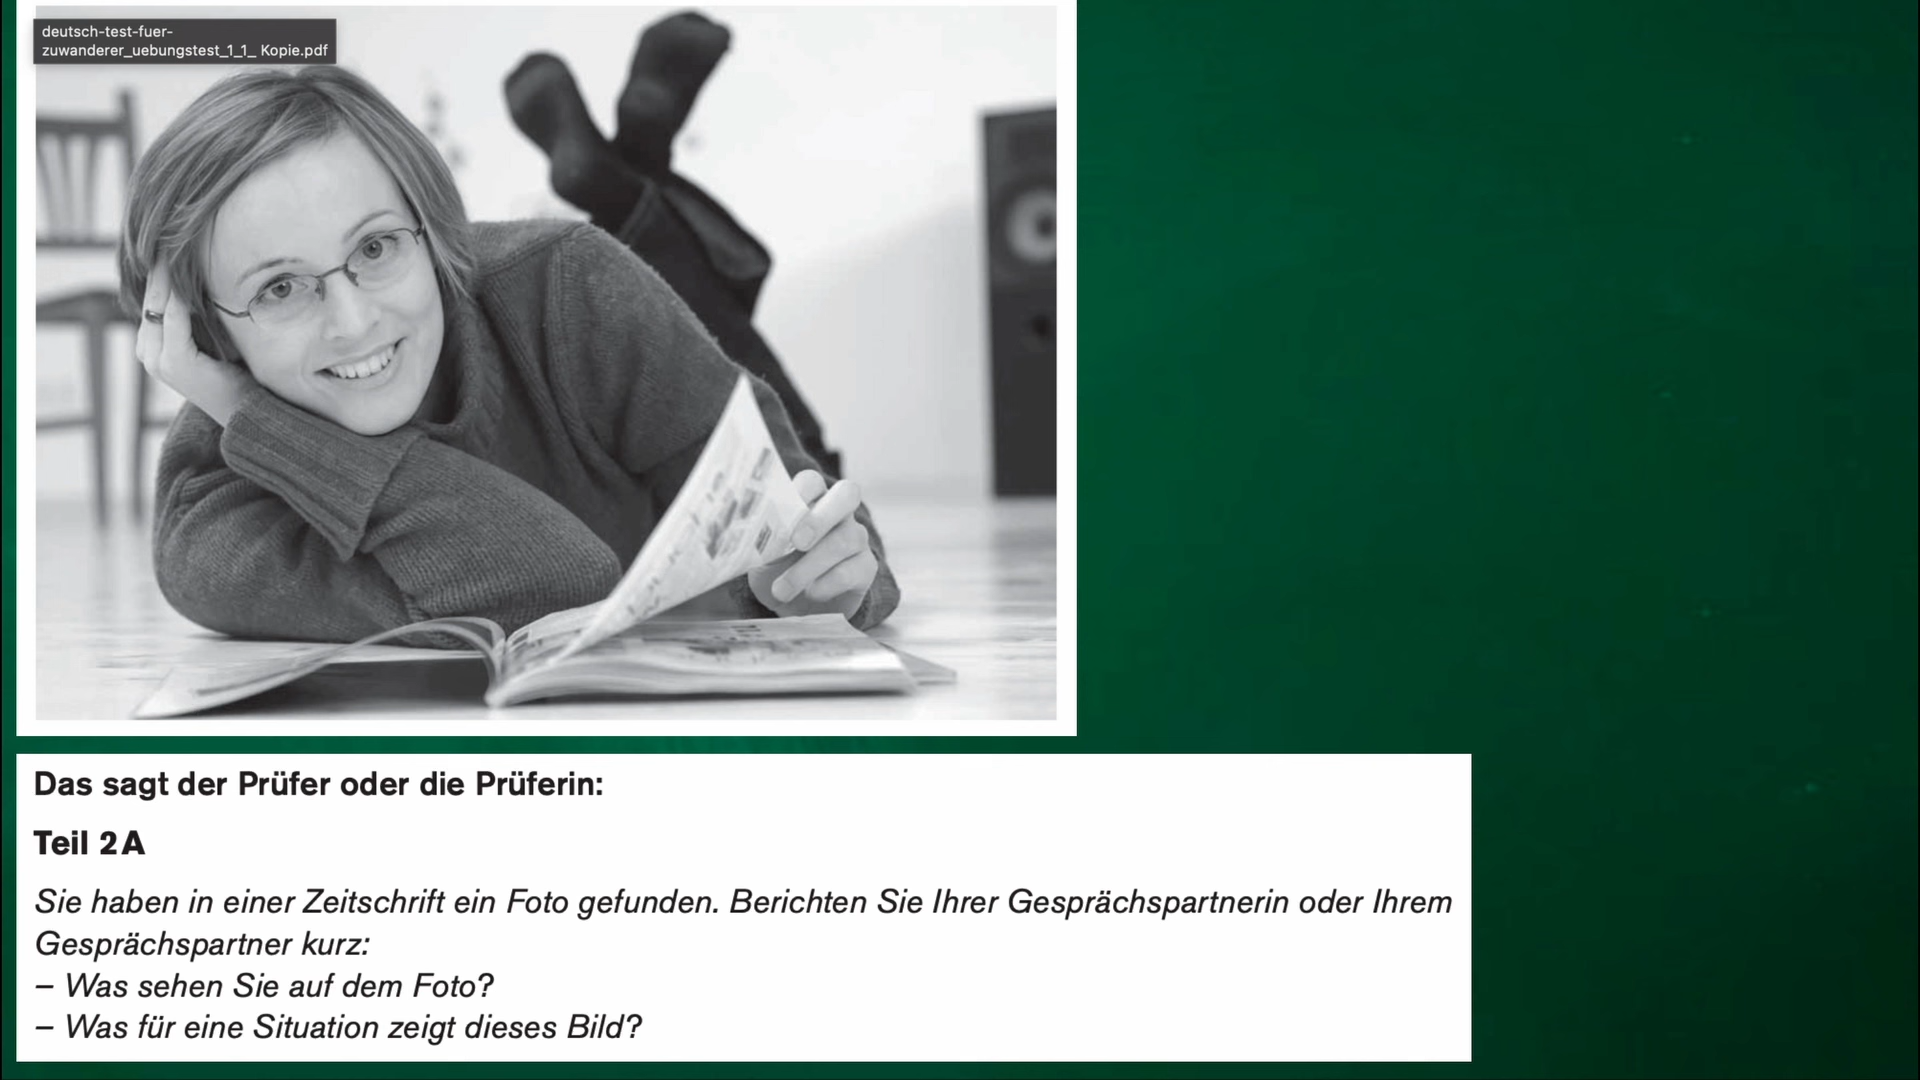 deutsch-test-fuer-
zuwanderer_uebungstest_1_1_ Kopie.pdf
Das sagt der Prüfer oder die Prüferin:
Teil 2A
Sie haben in einer Zeitschrift ein Foto gefunden. Berichten Sie Ihrer Gesprächspartnerin oder Ihrem
Gesprächspartner kurz:
– Was sehen Sie auf dem Foto?
– Was für eine Situation zeigt dieses Bild?